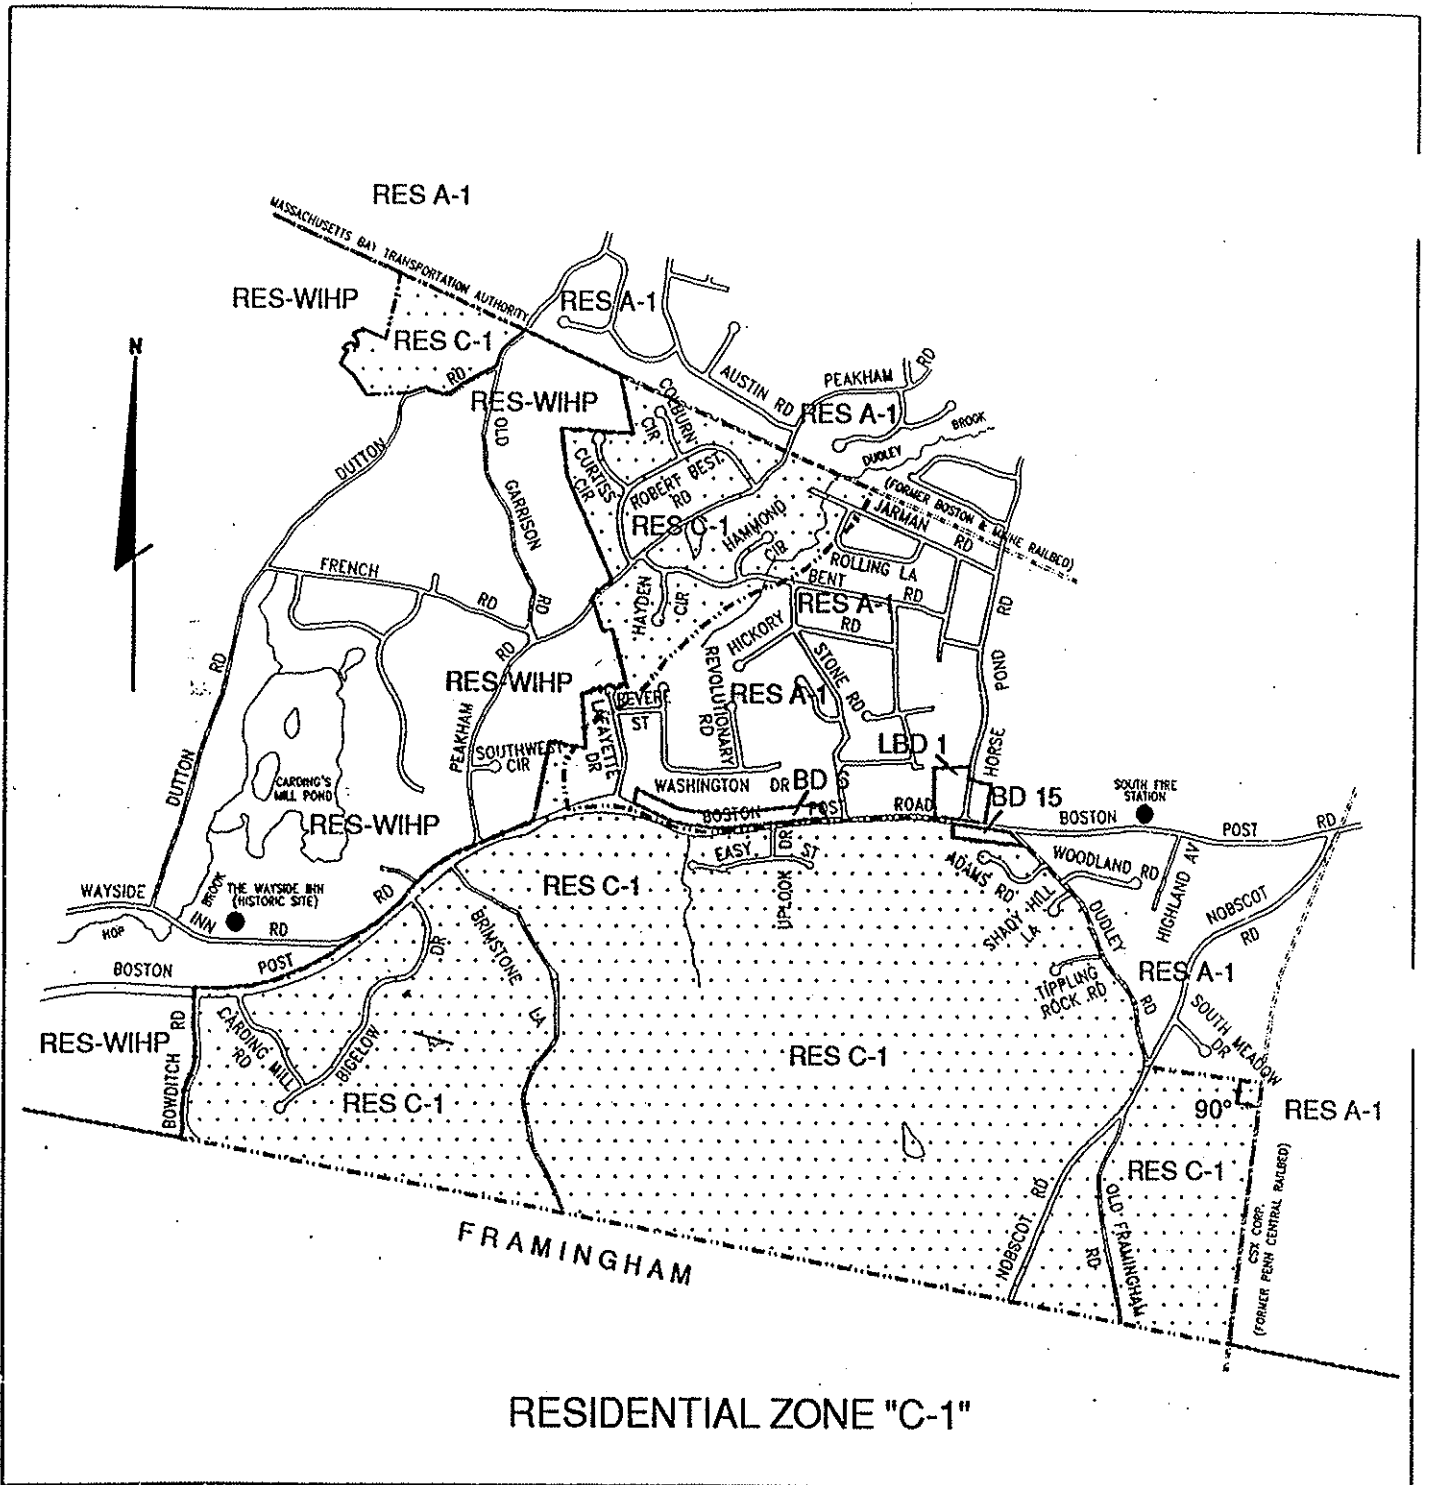 RES A-1
MASSACHUSETTS BAY TRANSPORTATION AUTHORITY
RES-WIHP
RES A-1
RES C-1
RD
N
RES-WIHP
OLD
GARRISON
RD
COLBURN
CIR
AUSTIN RD
PEAKHAM
RD
RES A-1
BROOK
DUDLEY
DUTTON
CURTISS
CIR
ROBERT BEST
RD
RES C-1
HAMMOND
CIR
(FORMER BOSTON & MAINE RAILBED)
JARMAN
RD
ROLLING LA
FRENCH
RD
BENT
RD
HAYDEN
CIR
RES A-1
RD
HICKORY
RD
POND
RD
RES-WIHP
REVERE
ST
REVOLUTIONARY
RD
RES A-1
STONE RD
DUTTON
RD
PEAKHAM
SOUTHWEST
CIR
LAFAYETTE
DR
LBD 1
HORSE
CARDING'S
MILL POND
WASHINGTON
DR
BD 6
BD 15
SOUTH FIRE
STATION
RES-WIHP
BOSTON
POST
ROAD
BOSTON
POST
RD
EASY
ST
UPLOOK
DR
ADAMS RD
WOODLAND RD
HIGHLAND AV
WAYSIDE
INN
RD
BROOK
THE WAYSIDE INN
(HISTORIC SITE)
HOP
RD
RES C-1
SHADY HILL
LA
DUDLEY
RD
NOBSCOT
RD
BOSTON
POST
DR
BRIMSTONE
LA
TIPPLING
ROCK RD
RES A-1
SOUTH MEADOW
DR
RES-WIHP
BOWDITCH
RD
CARDING MILL
RD
BIGELOW
RES C-1
RES C-1
90°
RES A-1
RES C-1
NOBSCOT
RD
OLD FRAMINGHAM
RD
CSX CORP.
(FORMER PENN CENTRAL RAILBED)
FRAMINGHAM
RESIDENTIAL ZONE "C-1"